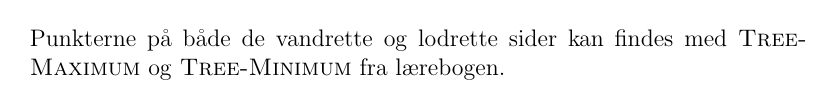 Punkterne på både de vandrette og lodrette sider kan findes med TREE-
MAXIMUM og TREE-MINIMUM fra lærebogen.